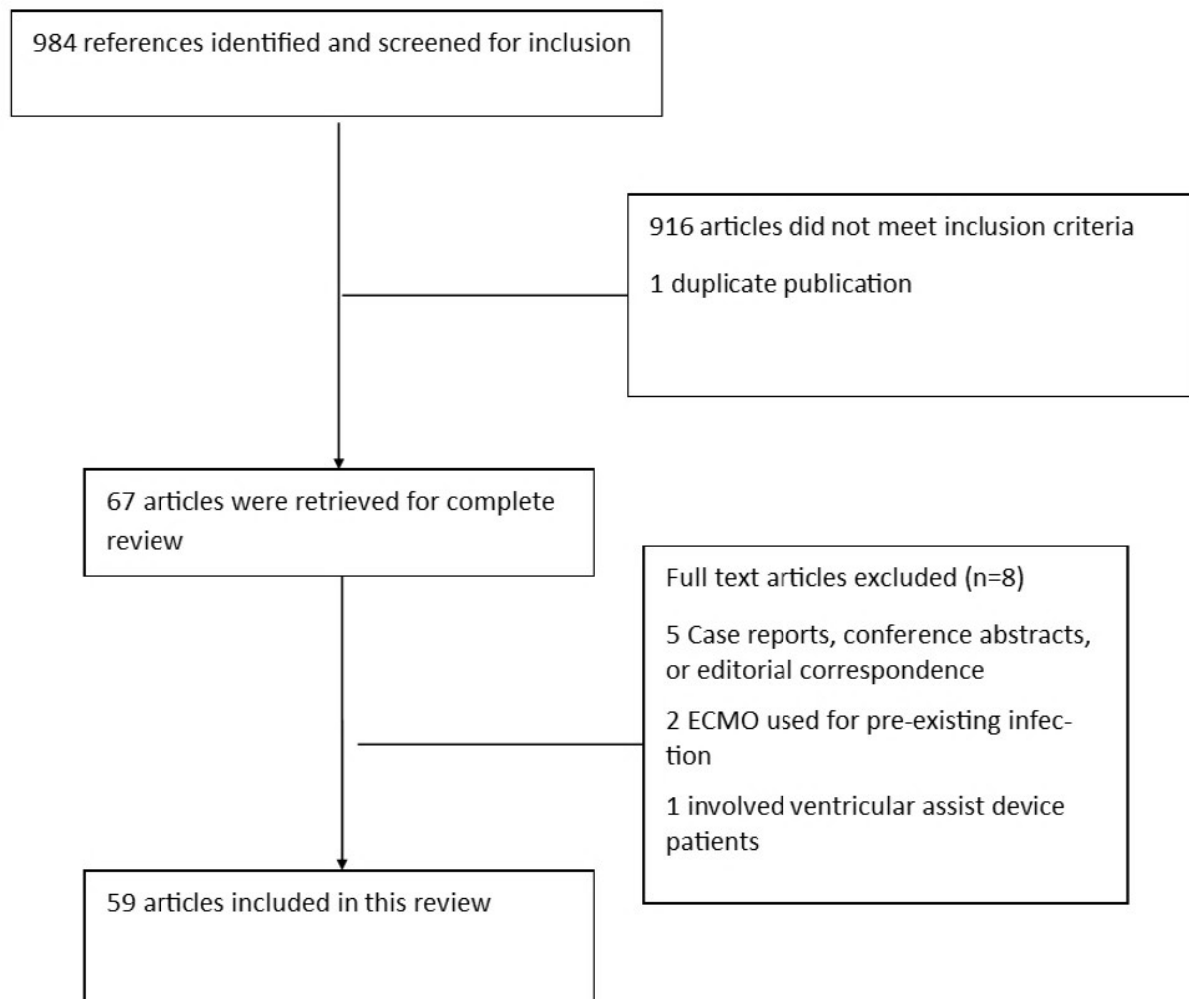 984 references identified and screened for inclusion
916 articles did not meet inclusion criteria
1 duplicate publication
67 articles were retrieved for complete
review
Full text articles excluded (n=8)
5 Case reports, conference abstracts,
or editorial correspondence
2 ECMO used for pre-existing infec-
tion
1 involved ventricular assist device
patients
59 articles included in this review